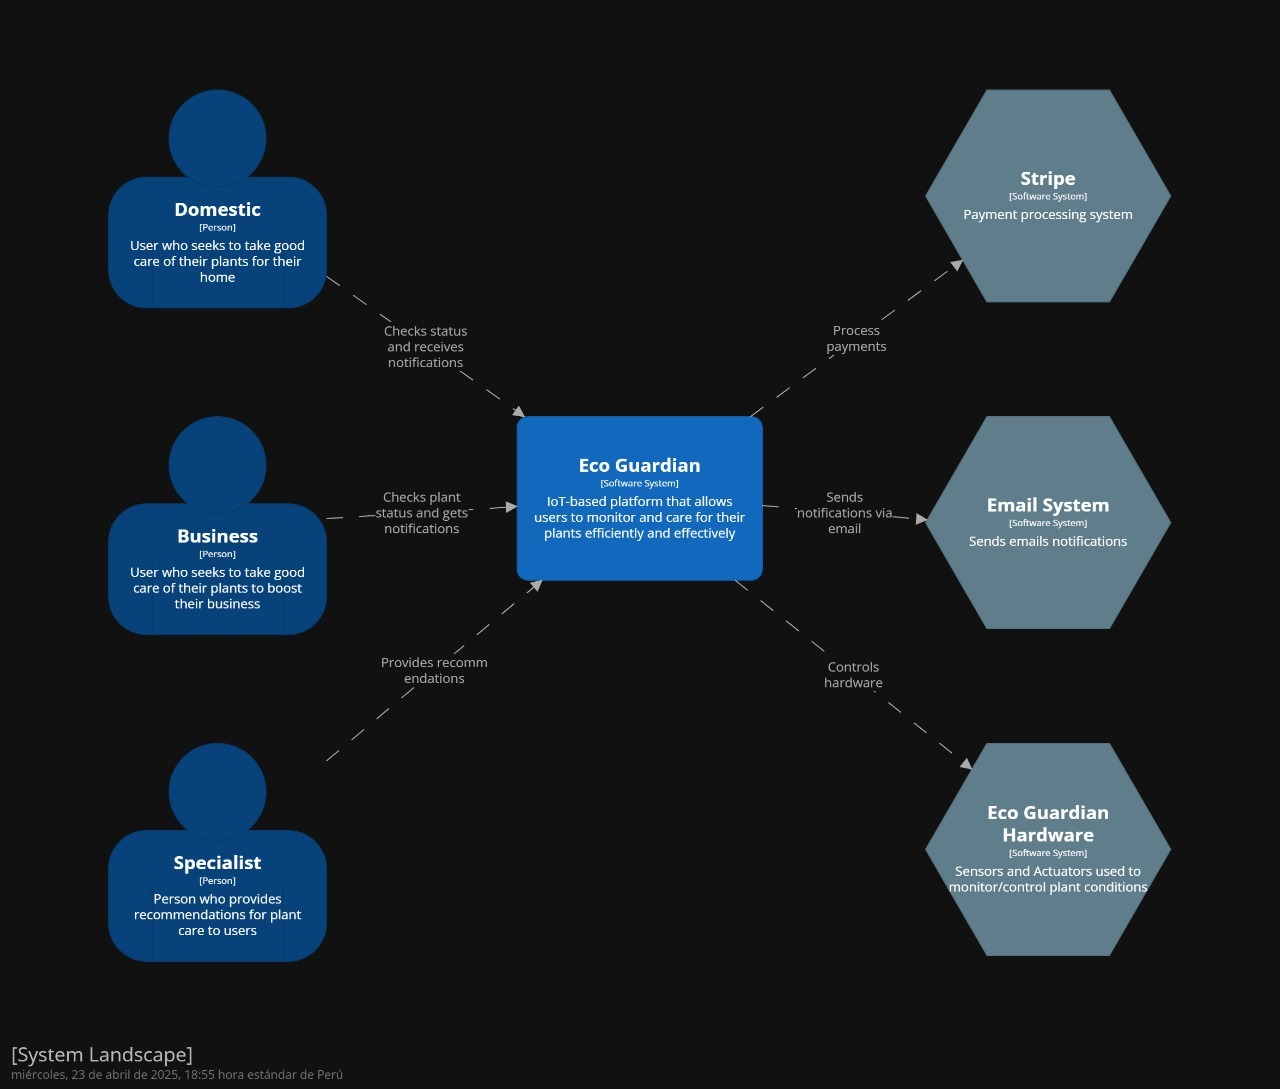 Domestic
[Person]
User who seeks to take good
care of their plants for their
home
Checks status
and receives
notifications
Business
[Person]
User who seeks to take good
care of their plants to boost
their business
Checks plant
status and gets
notifications
Specialist
[Person]
Person who provides
recommendations for plant
care to users
Provides recomm
endations
Eco Guardian
[Software System]
IoT-based platform that allows
users to monitor and care for their
plants efficiently and effectively
Process
payments
Stripe
[Software System]
Payment processing system
Sends
notifications via
email
Email System
[Software System]
Sends emails notifications
Controls
hardware
Eco Guardian
Hardware
[Software System]
Sensors and Actuators used to
monitor/control plant conditions
[System Landscape]
miércoles, 23 de abril de 2025, 18:55 hora estándar de Perú